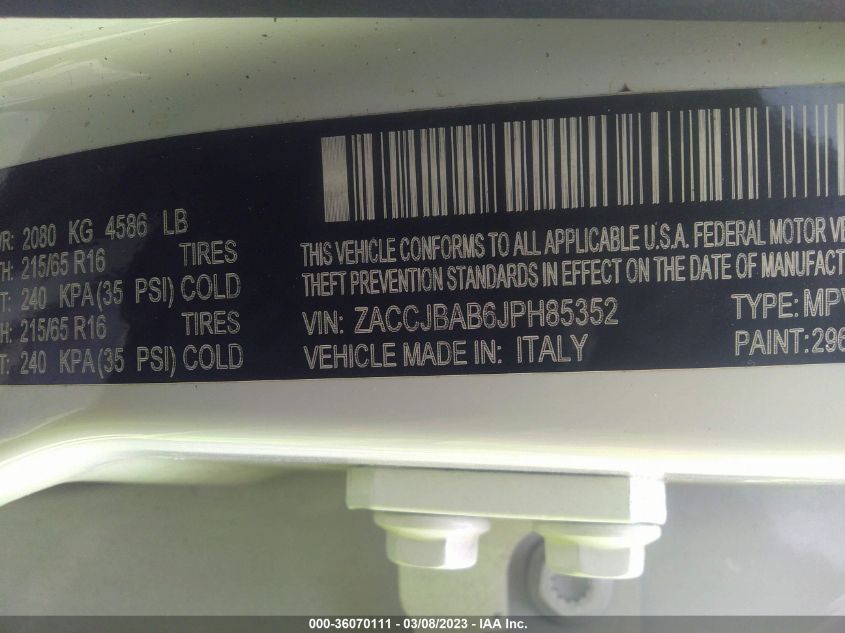 2080 KG 4586 LB
215/65 R16 TIRES
240 KPA (35 PSI) COLD
215/65 R16 TIRES
240 KPA (35 PSI) COLD
THIS VEHICLE CONFORMS TO ALL APPLICABLE U.S.A. FEDERAL MOTOR
THEFT PREVENTION STANDARDS IN EFFECT ON THE DATE OF
VIN: ZACCJBAB6JPH85352 TYPE: MPV
VEHICLE MADE IN: ITALY PAINT: 296
000-36070111 - 03/08/2023 - IAA Inc.